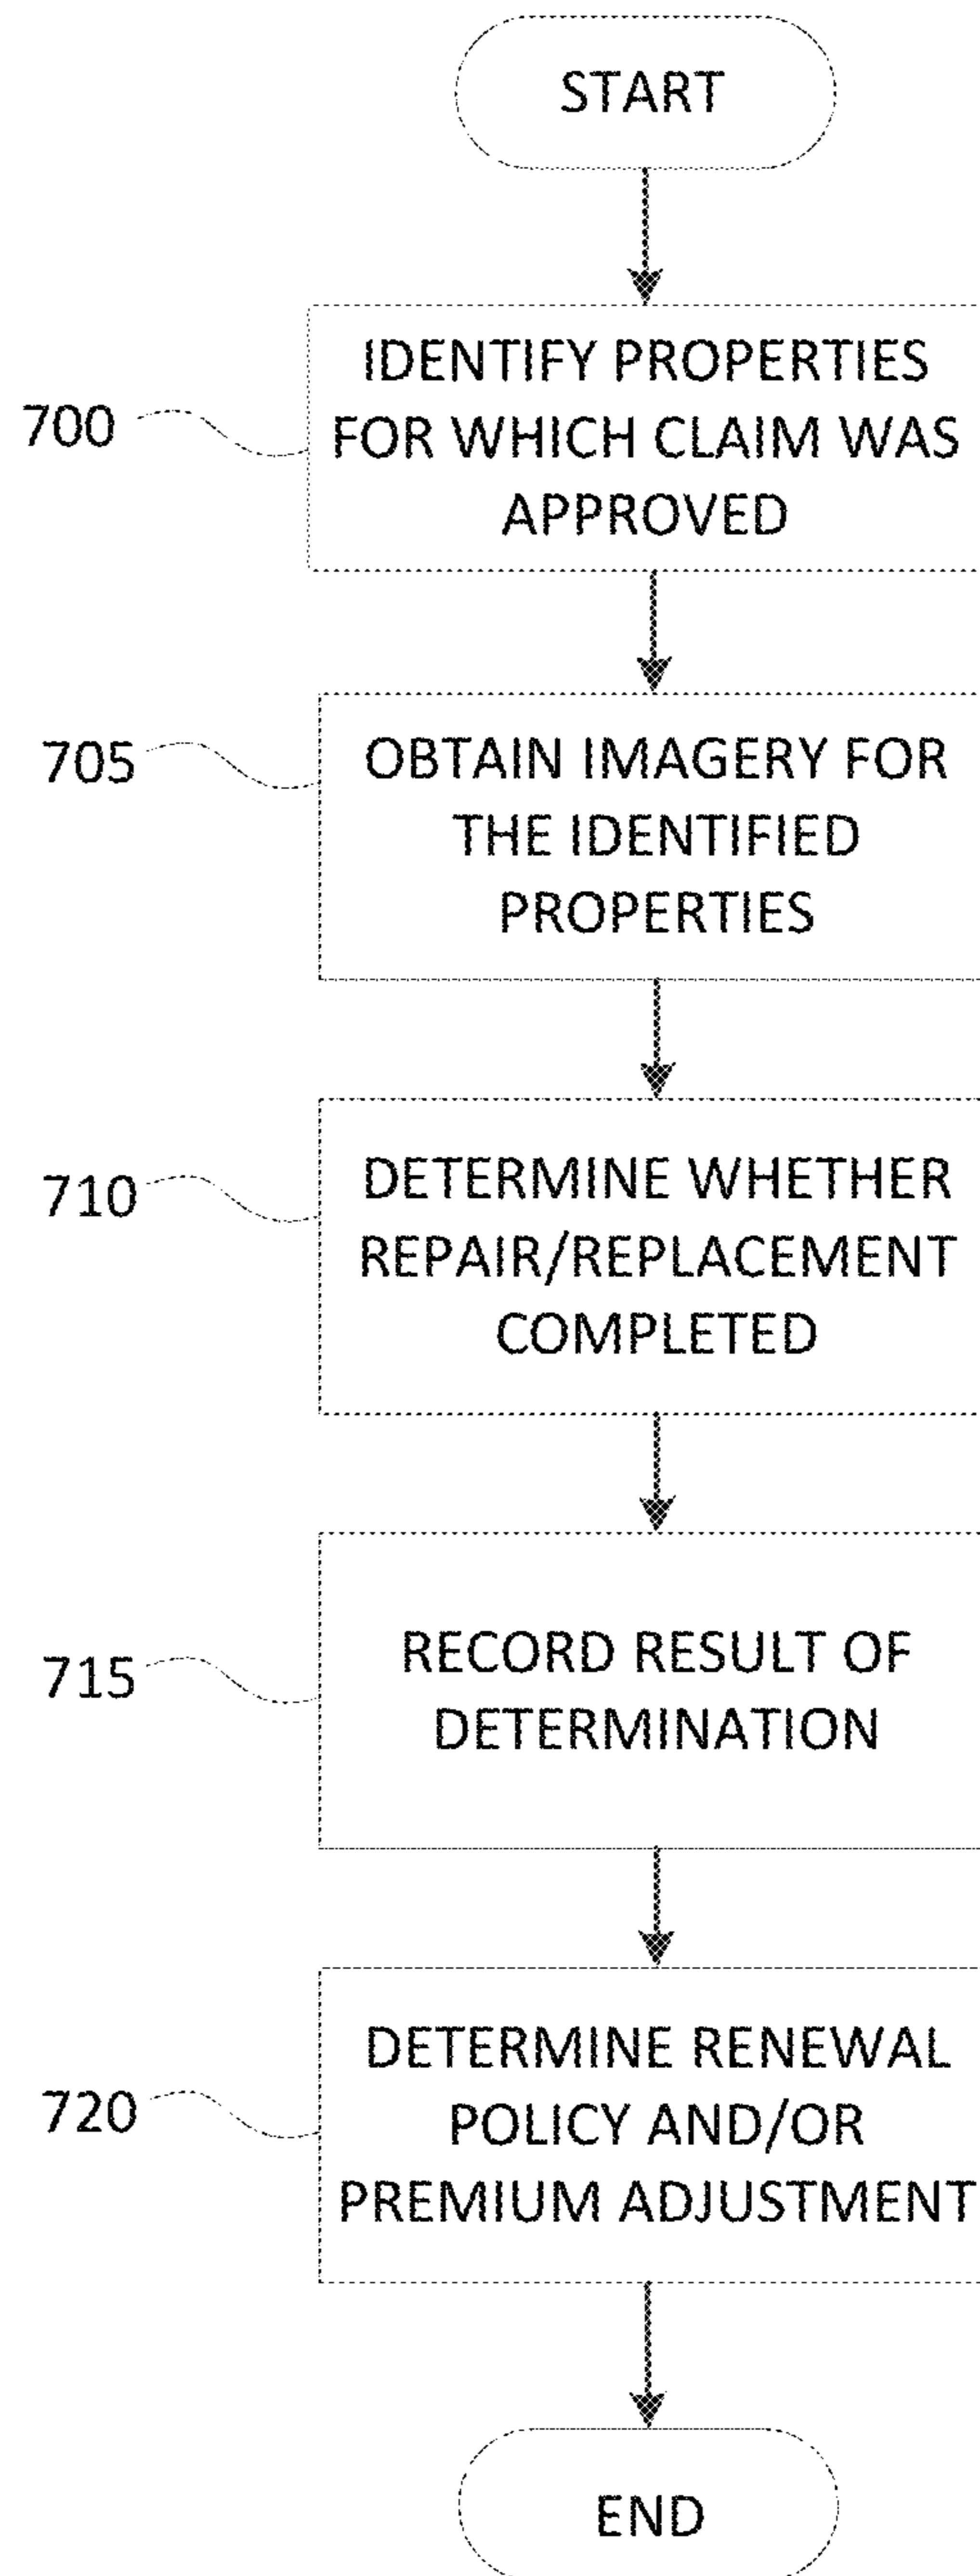 START
700
IDENTIFY PROPERTIES
FOR WHICH CLAIM WAS
APPROVED
705
OBTAIN IMAGERY FOR
THE IDENTIFIED
PROPERTIES
710
DETERMINE WHETHER
REPAIR/REPLACEMENT
COMPLETED
715
RECORD RESULT OF
DETERMINATION
720
DETERMINE RENEWAL
POLICY AND/OR
PREMIUM ADJUSTMENT
END